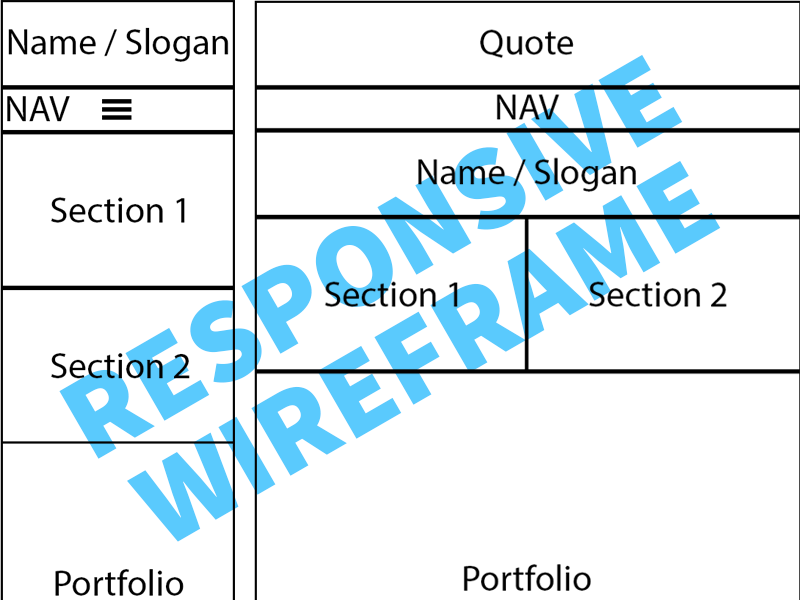 Name / Slogan
NAV
Section 1
Section 2
Portfolio
Quote
NAV
Name / Slogan
Section 1
Section 2
Portfolio
RESPONSIVE
WIREFRAME